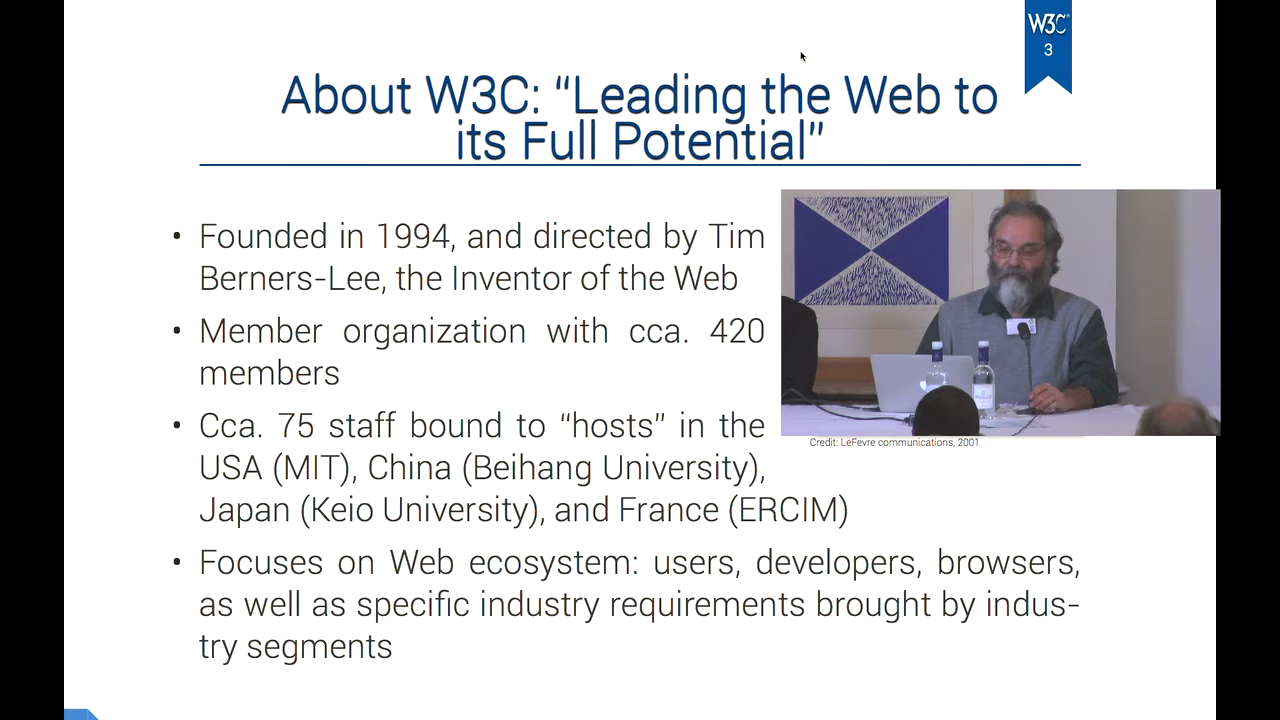 W3C
3
About W3C: “Leading the Web to
its Full Potential”
• Founded in 1994, and directed by Tim
Berners-Lee, the Inventor of the Web
• Member organization with cca. 420
members
• Cca. 75 staff bound to “hosts” in the
USA (MIT), China (Beihang University),
Japan (Keio University), and France (ERCIM)
Credit: LeFevre communications, 2001
• Focuses on Web ecosystem: users, developers, browsers,
as well as specific industry requirements brought by indus-
try segments